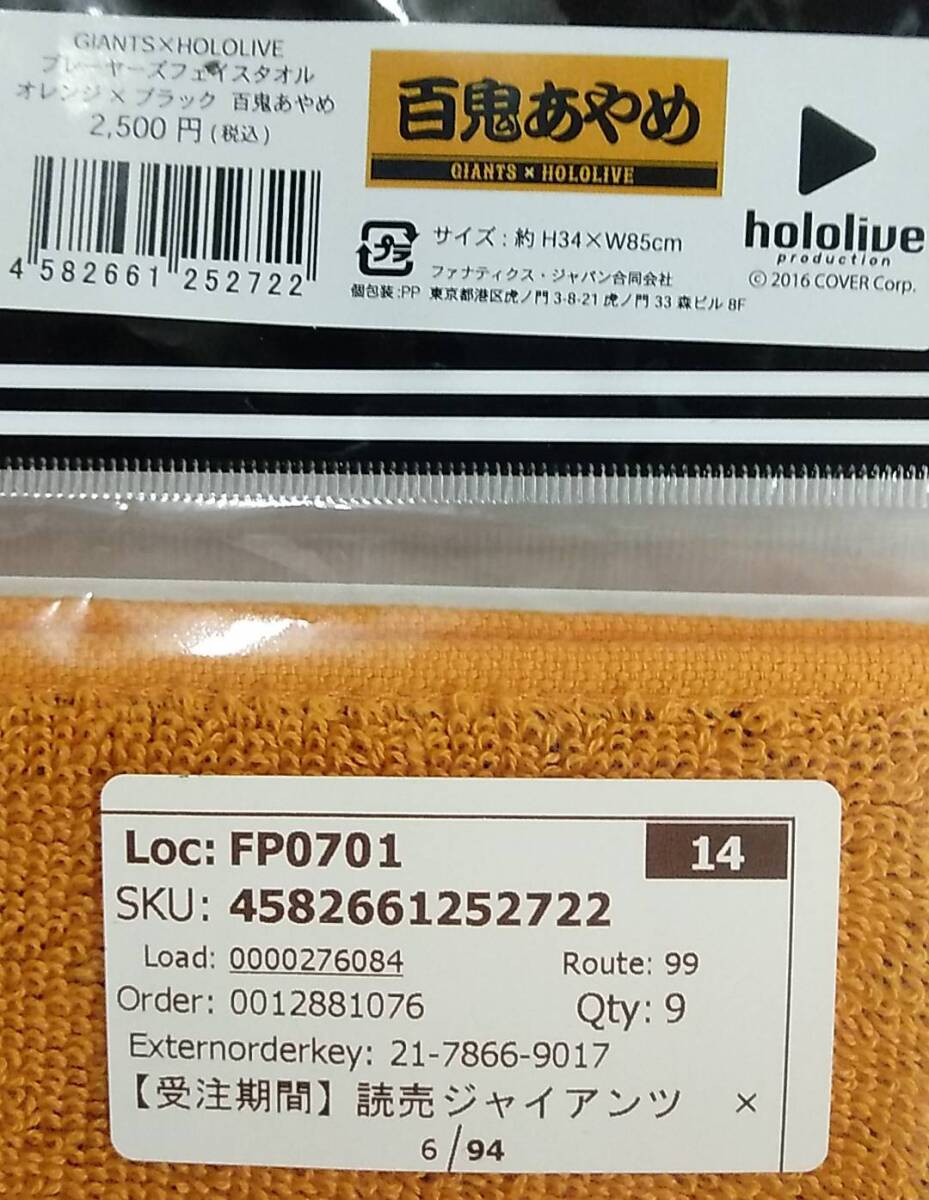 GIANTS×HOLOLIVE
プレーヤーズフェイスタオル
オレンジ×ブラック 百鬼あやめ
2,500 円 (税込)
4 582661 252722
百鬼あやめ
GIANTS × HOLOLIVE
プラ
個包装:PP
サイズ : 約 H34×W85cm
ファナティクス・ジャパン合同会社
東京都港区虎ノ門 3-8-21 虎ノ門 33 森ビル 8F
hololive
production
© 2016 COVER Corp.
Loc: FP0701
14
SKU: 4582661252722
Load: 0000276084
Route: 99
Order: 0012881076
Qty: 9
Externorderkey: 21-7866-9017
【受注期間】読売ジャイアンツ ×
6/94